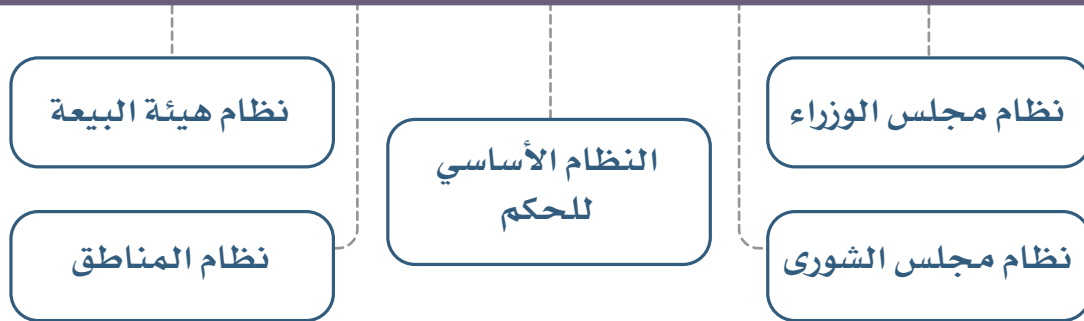 نظام مجلس الوزراء
نظام هيئة البيعة
النظام الأساسي
للحكم
نظام مجلس الشورى
نظام المناطق